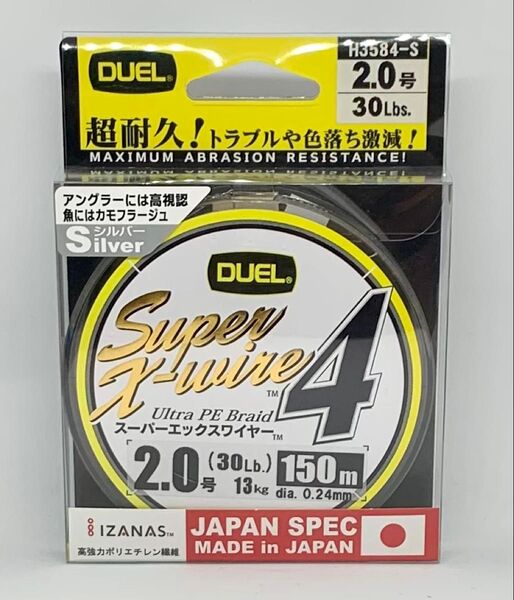 DUEL®
H3584-S
2.0号
30Lbs.
超耐久！トラブルや色落ち激減！
MAXIMUM ABRASION RESISTANCE!
アングラーには高視認
魚にはカモフラージュ
シルバー
Silver
DUEL®
Super
X-wire 4
TM
Ultra PE Braid
スーパーエックスワイヤー™
2.0号
(30Lb.)
13kg
150m
dia. 0.24mm
IZANAS™
高強力ポリエチレン繊維
JAPAN SPEC
MADE in JAPAN